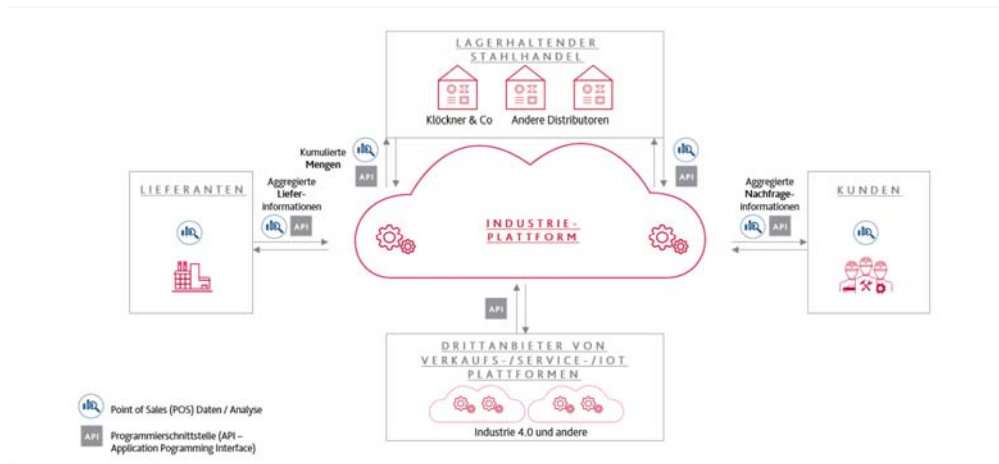 LAGERHALTENDER
STAHLHANDEL
Klöckner & Co
Andere Distributoren
Kumulierte
Mengen
API
API
LIEFERANTEN
Aggregierte
Liefer-
informationen
API
INDUSTRIE-
PLATTFORM
Aggregierte
Nachfrage-
informationen
API
KUNDEN
API
DRITTANBIETER VON
VERKAUFS-/SERVICE-/IOT
PLATTFORMEN
Industrie 4.0 und andere
Point of Sales (POS) Daten / Analyse
API
Programmierschnittstelle (API –
Application Pogramming Interface)